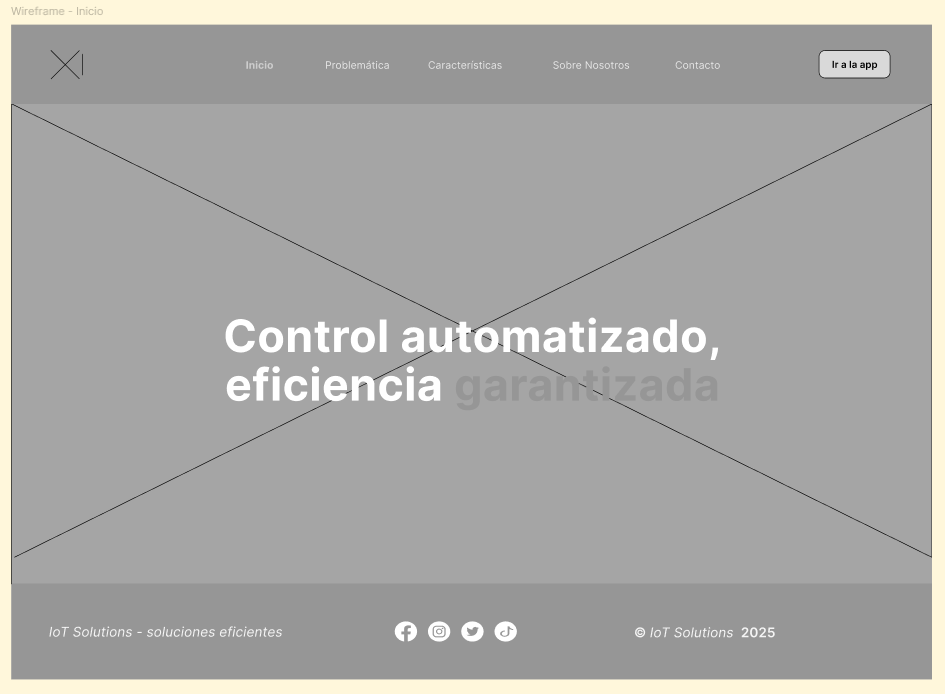 Wireframe - Inicio
Inicio Problemática Características Sobre Nosotros Contacto Ir a la app
Control automatizado,
eficiencia garantizada
IoT Solutions - soluciones eficientes © IoT Solutions 2025